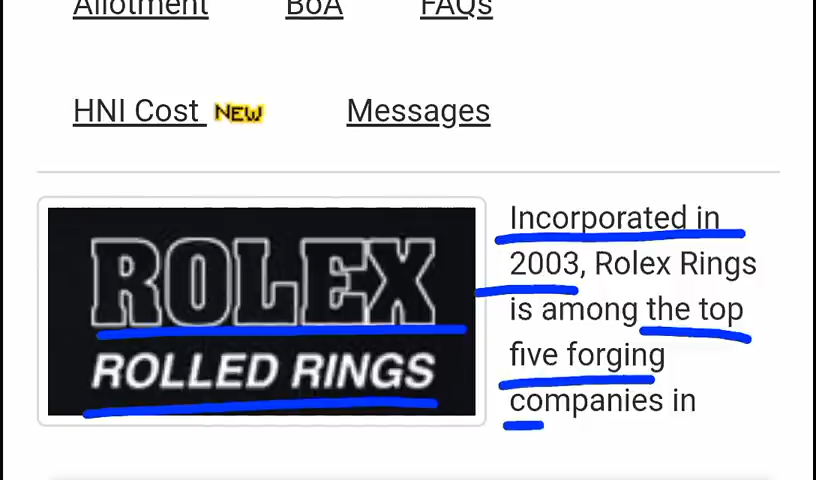 Allotment BoA FAQs
HNI Cost NEW Messages
ROLEX
ROLLED RINGS
Incorporated in
2003, Rolex Rings
is among the top
five forging
companies in